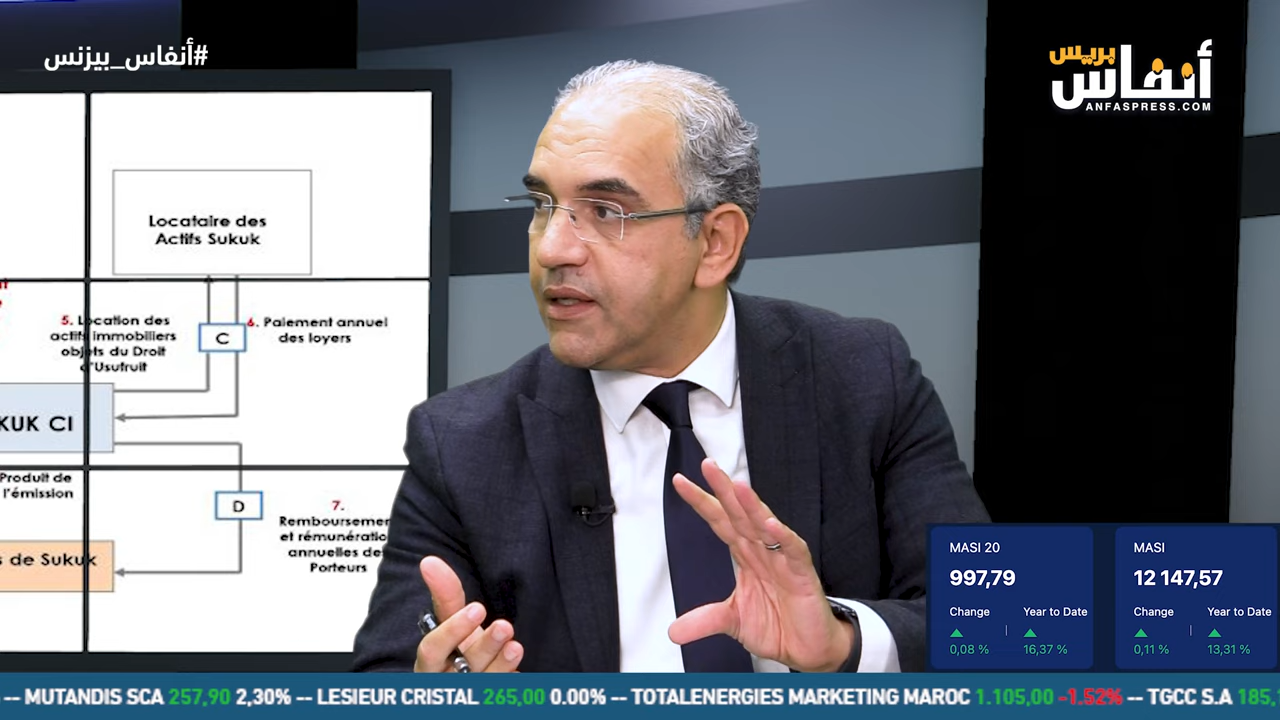 #أنفاس_بيزنس
أنفاس
بريس
ANFASPRESS.COM
Locataire des
Actifs Sukuk
5. Location des
actifs immobiliers
objets du Droit
d'Usufruit
C
6. Paiement annuel
des loyers
KUK CI
Produit de
l'émission
D
7.
Remboursemen
et rémunératio
annuelles de
Porteurs
s de Sukuk
MASI 20
997,79
Change Year to Date
0,08 % 16,37 %
MASI
12 147,57
Change Year to Date
0,11 % 13,31 %
-- MUTANDIS SCA 257,90 2,30% -- LESIEUR CRISTAL 265,00 0.00% -- TOTALENERGIES MARKETING MAROC 1.105,00 -1.52% -- TGCC S.A 185,